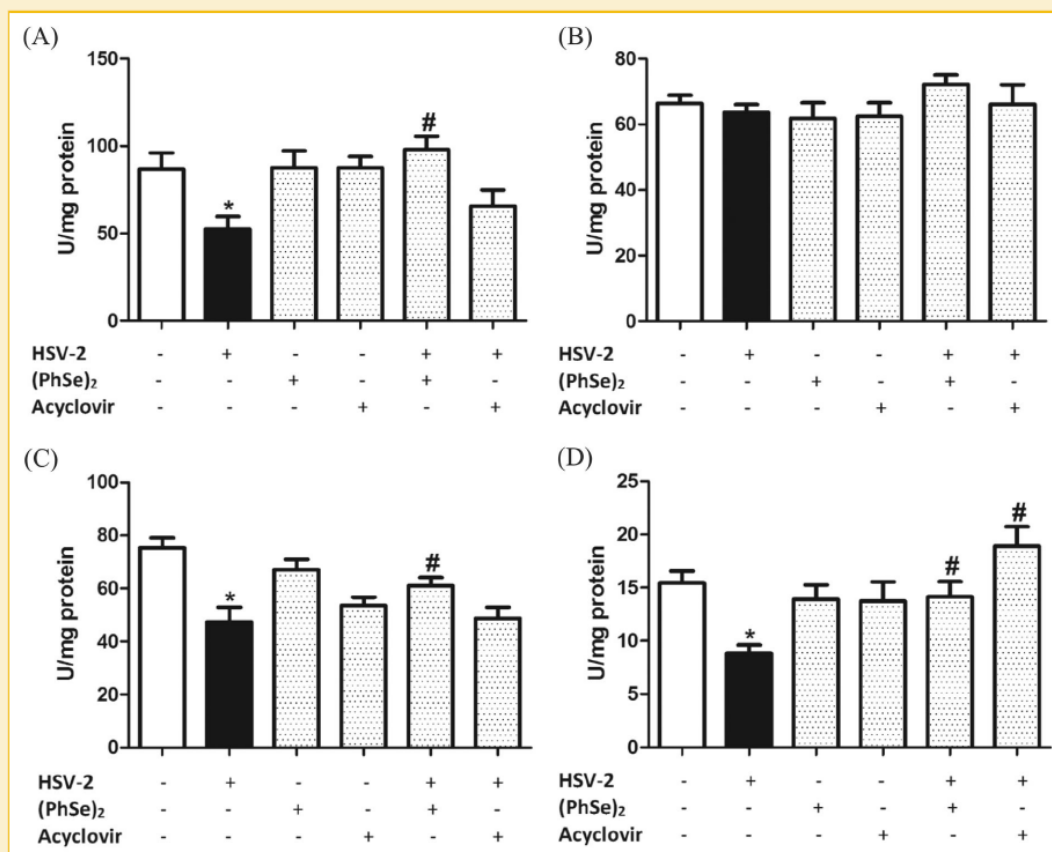 (A)
150
100
50
0
U/mg protein
*
#
HSV-2 - + - - + +
(PhSe)₂ - - + - + -
Acyclovir - - - + - +
(B)
80
60
40
20
0
U/mg protein
HSV-2 - + - - + +
(PhSe)₂ - - + - + -
Acyclovir - - - + - +
(C)
100
80
60
40
20
0
U/mg protein
*
#
HSV-2 - + - - + +
(PhSe)₂ - - + - + -
Acyclovir - - - + - +
(D)
25
20
15
10
5
0
U/mg protein
*
#
#
HSV-2 - + - - + +
(PhSe)₂ - - + - + -
Acyclovir - - - + - +